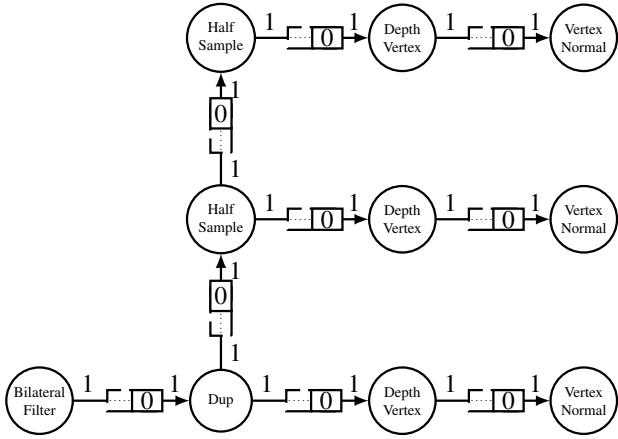 Half
Sample
1
0
1
Depth
Vertex
1
0
1
Vertex
Normal
1
0
1
Half
Sample
1
0
1
Depth
Vertex
1
0
1
Vertex
Normal
1
0
1
Bilateral
Filter
1
0
1
Dup
1
0
1
Depth
Vertex
1
0
1
Vertex
Normal